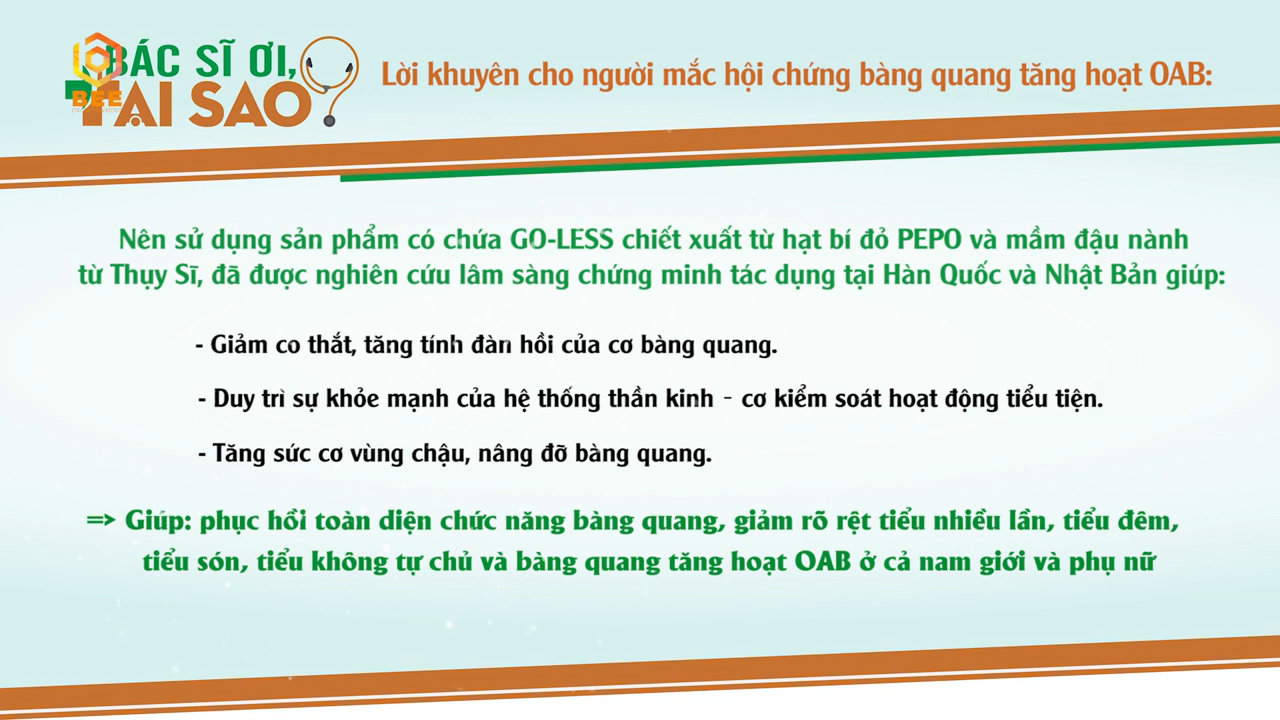 BÁC SĨ ƠI,
TẠI SAO?
BEE
Lời khuyên cho người mắc hội chứng bàng quang tăng hoạt OAB:
Nên sử dụng sản phẩm có chứa GO-LESS chiết xuất từ hạt bí đỏ PEPO và mầm đậu nành
từ Thụy Sĩ, đã được nghiên cứu lâm sàng chứng minh tác dụng tại Hàn Quốc và Nhật Bản giúp:
- Giảm co thắt, tăng tính đàn hồi của cơ bàng quang.
- Duy trì sự khỏe mạnh của hệ thống thần kinh - cơ kiểm soát hoạt động tiểu tiện.
- Tăng sức cơ vùng chậu, nâng đỡ bàng quang.
=> Giúp: phục hồi toàn diện chức năng bàng quang, giảm rõ rệt tiểu nhiều lần, tiểu đêm,
tiểu són, tiểu không tự chủ và bàng quang tăng hoạt OAB ở cả nam giới và phụ nữ